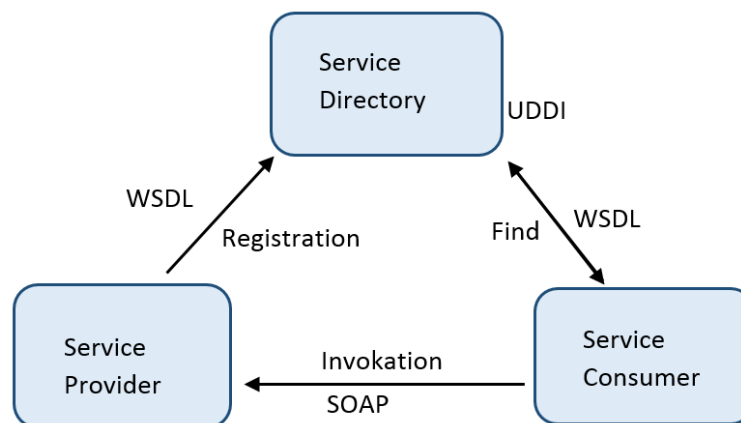 Service
Directory
UDDI
WSDL
Registration
Find
WSDL
Service
Provider
Invokation
SOAP
Service
Consumer